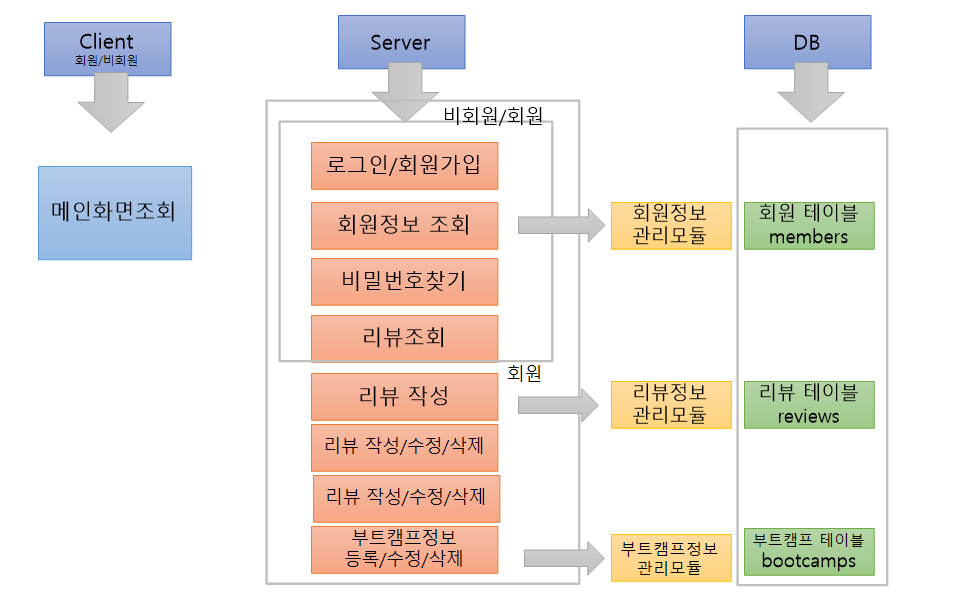 Client
회원/비회원
메인화면조회
Server
비회원/회원
로그인/회원가입
회원정보 조회
비밀번호찾기
리뷰조회
회원
리뷰 작성
리뷰 작성/수정/삭제
리뷰 작성/수정/삭제
부트캠프정보
등록/수정/삭제
회원정보
관리모듈
리뷰정보
관리모듈
부트캠프정보
관리모듈
DB
회원 테이블
members
리뷰 테이블
reviews
부트캠프 테이블
bootcamps